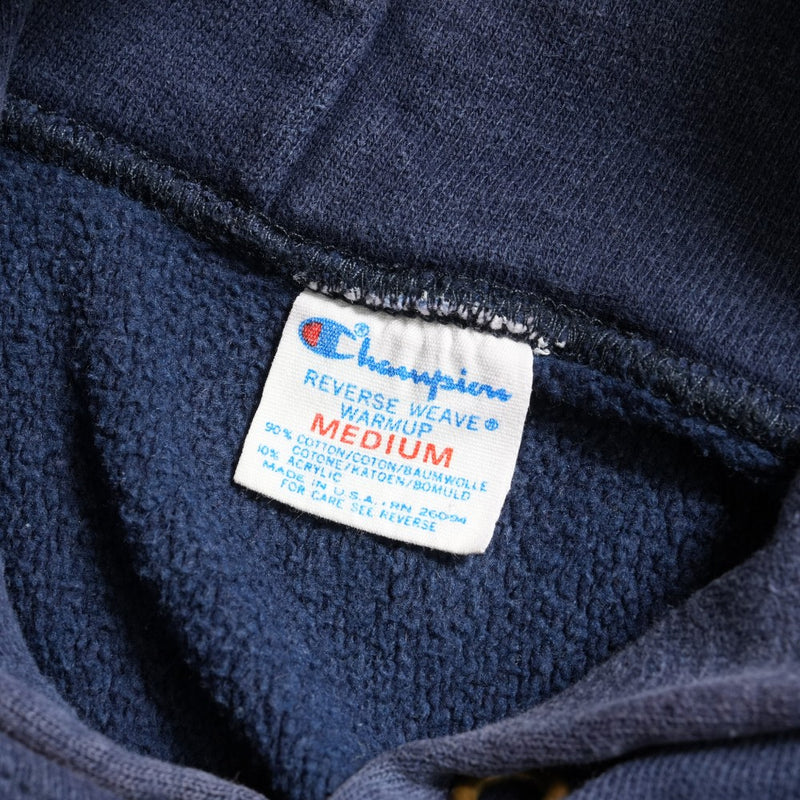 Champion®
REVERSE WEAVE®
WARMUP
MEDIUM
90% COTTON/COTON/BAUMWOLLE
COTONE/KATOEN/BOMULD
10% ACRYLIC
MADE IN U.S.A. RN 26094
FOR CARE SEE REVERSE